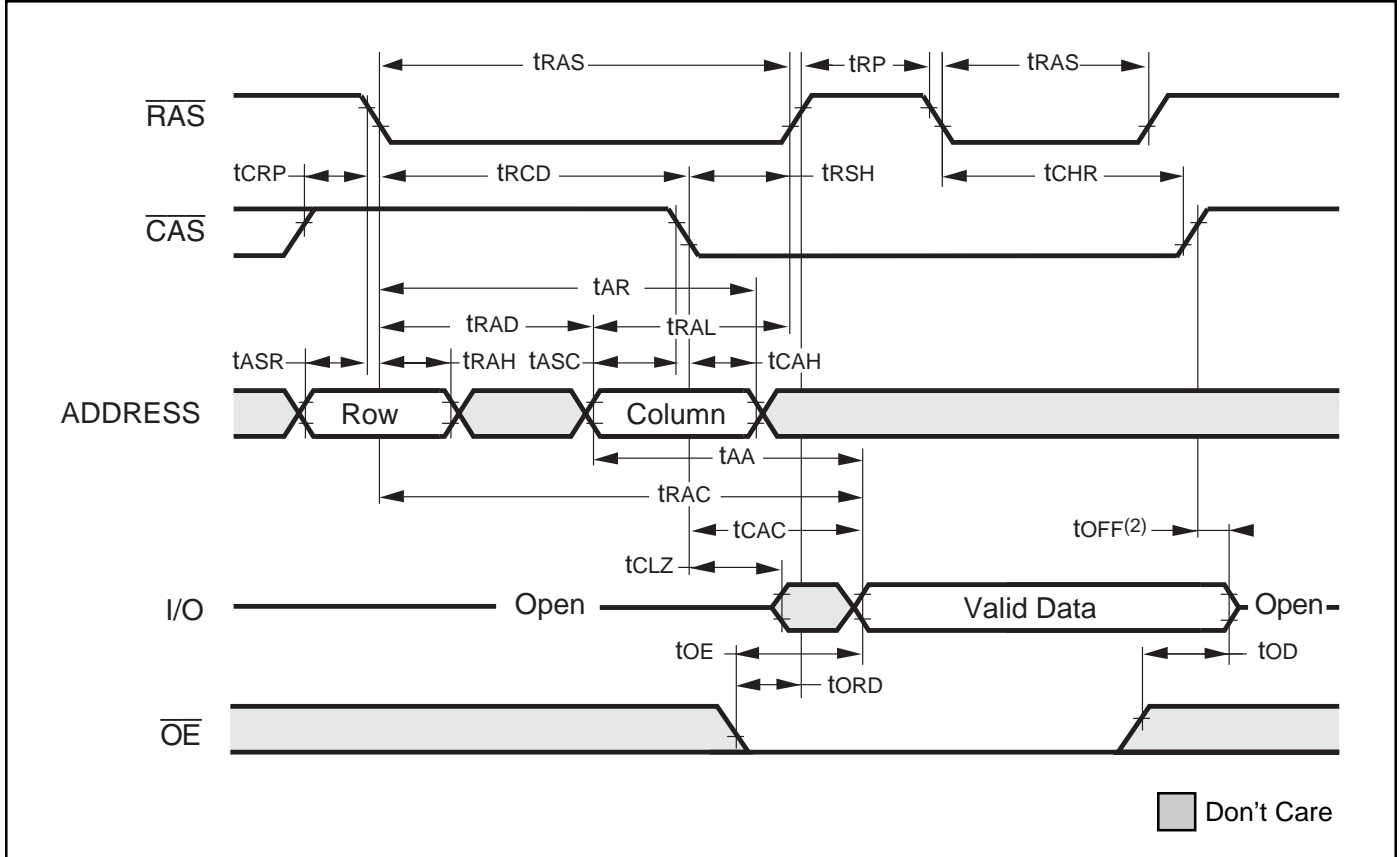 tRAS tRP tRAS
RAS
tCRP tRCD tRSH tCHR
CAS
tAR
tRAD tRAL
tASR tRAH tASC tCAH
ADDRESS Row Column
tAA
tRAC
tCAC tOFF(2)
tCLZ
I/O Open Valid Data Open
tOE tOD
tORD
OE
Don't Care